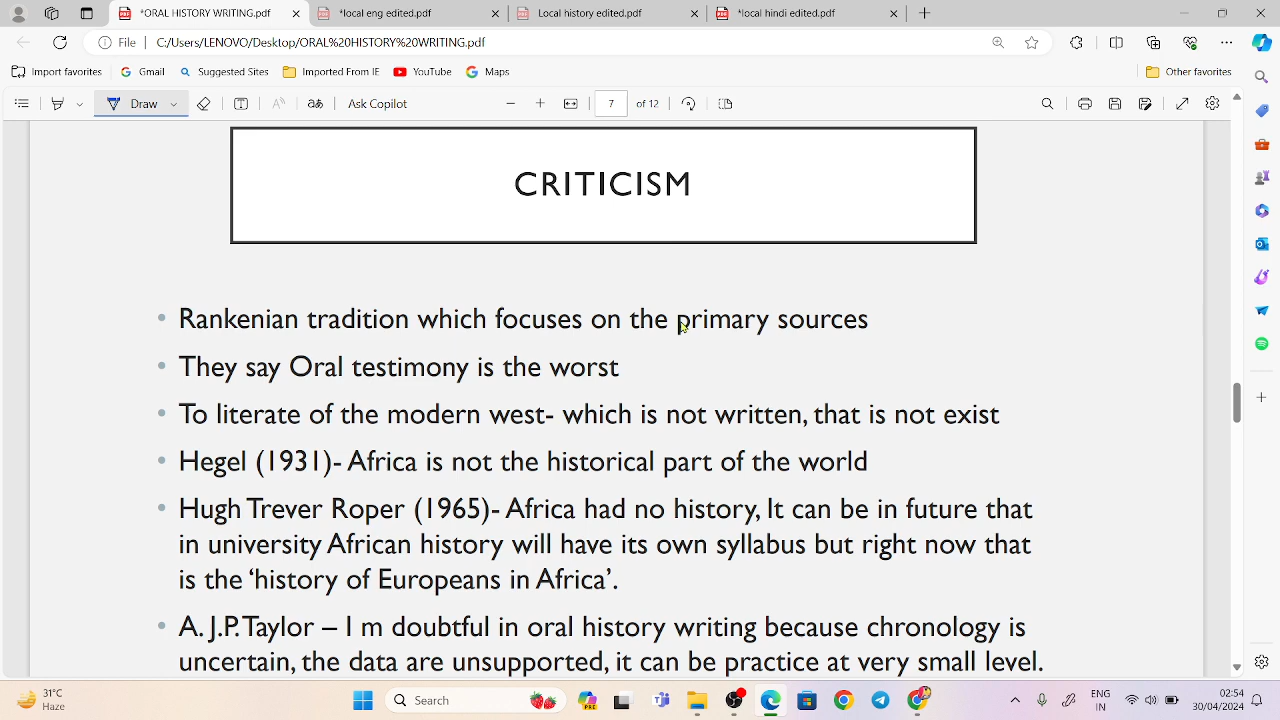 *ORAL HISTORY WRITING.pdf
*local eng edited.pdf
Local history edited.pdf
*local hindi editedt.pdf
File
C:/Users/LENOVO/Desktop/ORAL%20HISTORY%20WRITING.pdf
Import favorites
Gmail
Suggested Sites
Imported From IE
YouTube
Maps
Other favorites
Draw
Ask Copilot
7
of 12
CRITICISM
• Rankenian tradition which focuses on the primary sources
• They say Oral testimony is the worst
• To literate of the modern west- which is not written, that is not exist
• Hegel (1931)- Africa is not the historical part of the world
• Hugh Trever Roper (1965)- Africa had no history, It can be in future that
in university African history will have its own syllabus but right now that
is the ‘history of Europeans in Africa’.
• A. J.P. Taylor – I m doubtful in oral history writing because chronology is
uncertain, the data are unsupported, it can be practice at very small level.
31°C
Haze
Search
PRE
ENG
IN
02:54
30/04/2024